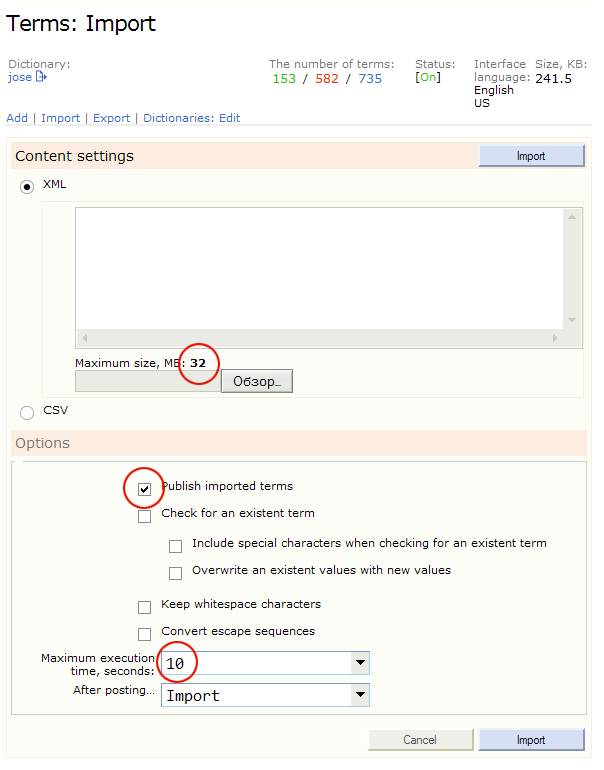 Terms: Import
Dictionary:
jose
The number of terms:
153 / 582 / 735
Status:
[On]
Interface
language:
English
US
Size, KB:
241.5
Add | Import | Export | Dictionaries: Edit
Content settings
Import
XML
Maximum size, MB: 32
Обзор...
CSV
Options
Publish imported terms
Check for an existent term
Include special characters when checking for an existent term
Overwrite an existent values with new values
Keep whitespace characters
Convert escape sequences
Maximum execution
time, seconds:
10
After posting...
Import
Cancel
Import